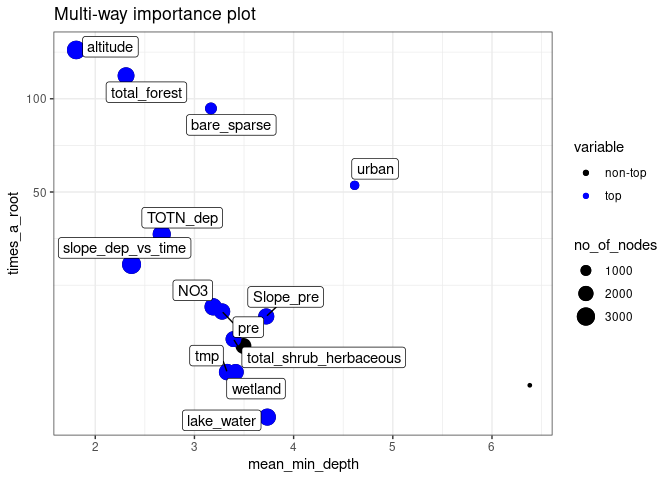 Multi-way importance plot
altitude
total_forest
100
bare_sparse
variable
urban
non-top
50
top
TOTN_dep
times_a_root
slope_dep_vs_time
no_of_nodes
1000
NO3
Slope_pre
2000
3000
pre
tmp
total_shrub_herbaceous
wetland
lake_water
2 3 4 5 6
mean_min_depth